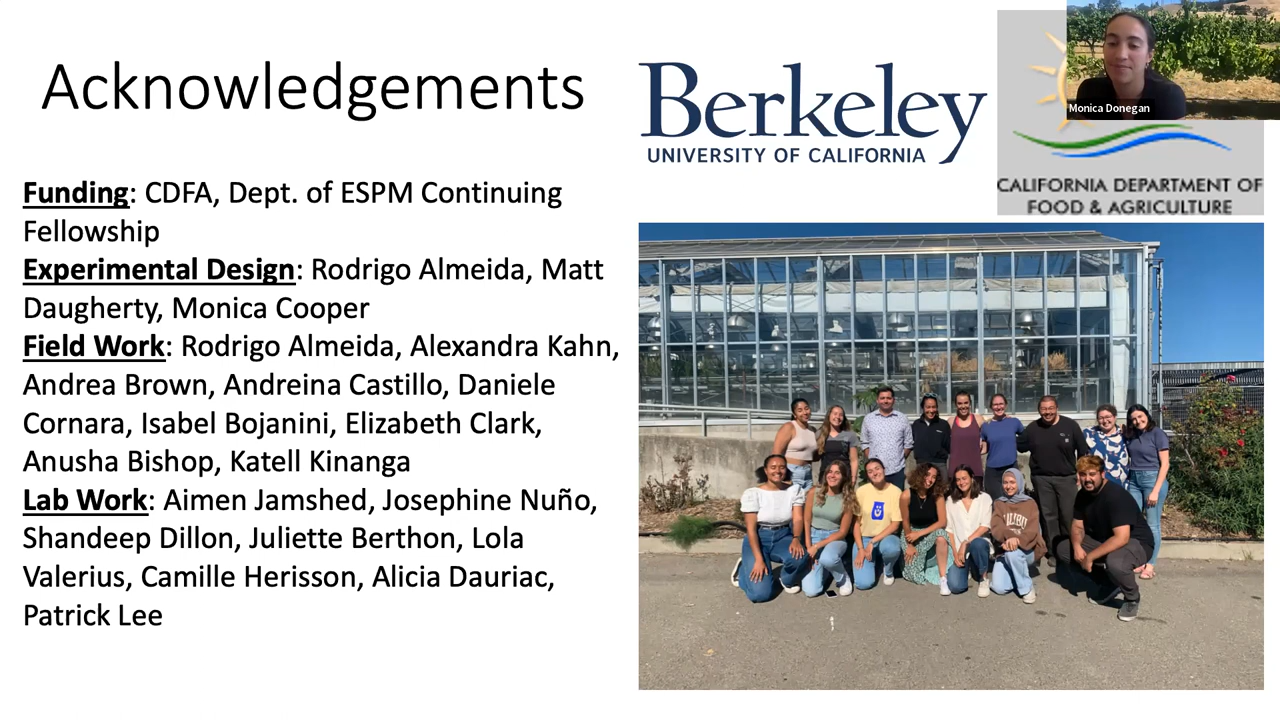 Acknowledgements
Funding: CDFA, Dept. of ESPM Continuing
Fellowship
Experimental Design: Rodrigo Almeida, Matt
Daugherty, Monica Cooper
Field Work: Rodrigo Almeida, Alexandra Kahn,
Andrea Brown, Andreina Castillo, Daniele
Cornara, Isabel Bojanini, Elizabeth Clark,
Anusha Bishop, Katell Kinanga
Lab Work: Aimen Jamshed, Josephine Nuño,
Shandeep Dillon, Juliette Berthon, Lola
Valerius, Camille Herisson, Alicia Dauriac,
Patrick Lee
Berkeley
UNIVERSITY OF CALIFORNIA
Monica Donegan
CALIFORNIA DEPARTMENT OF
FOOD & AGRICULTURE